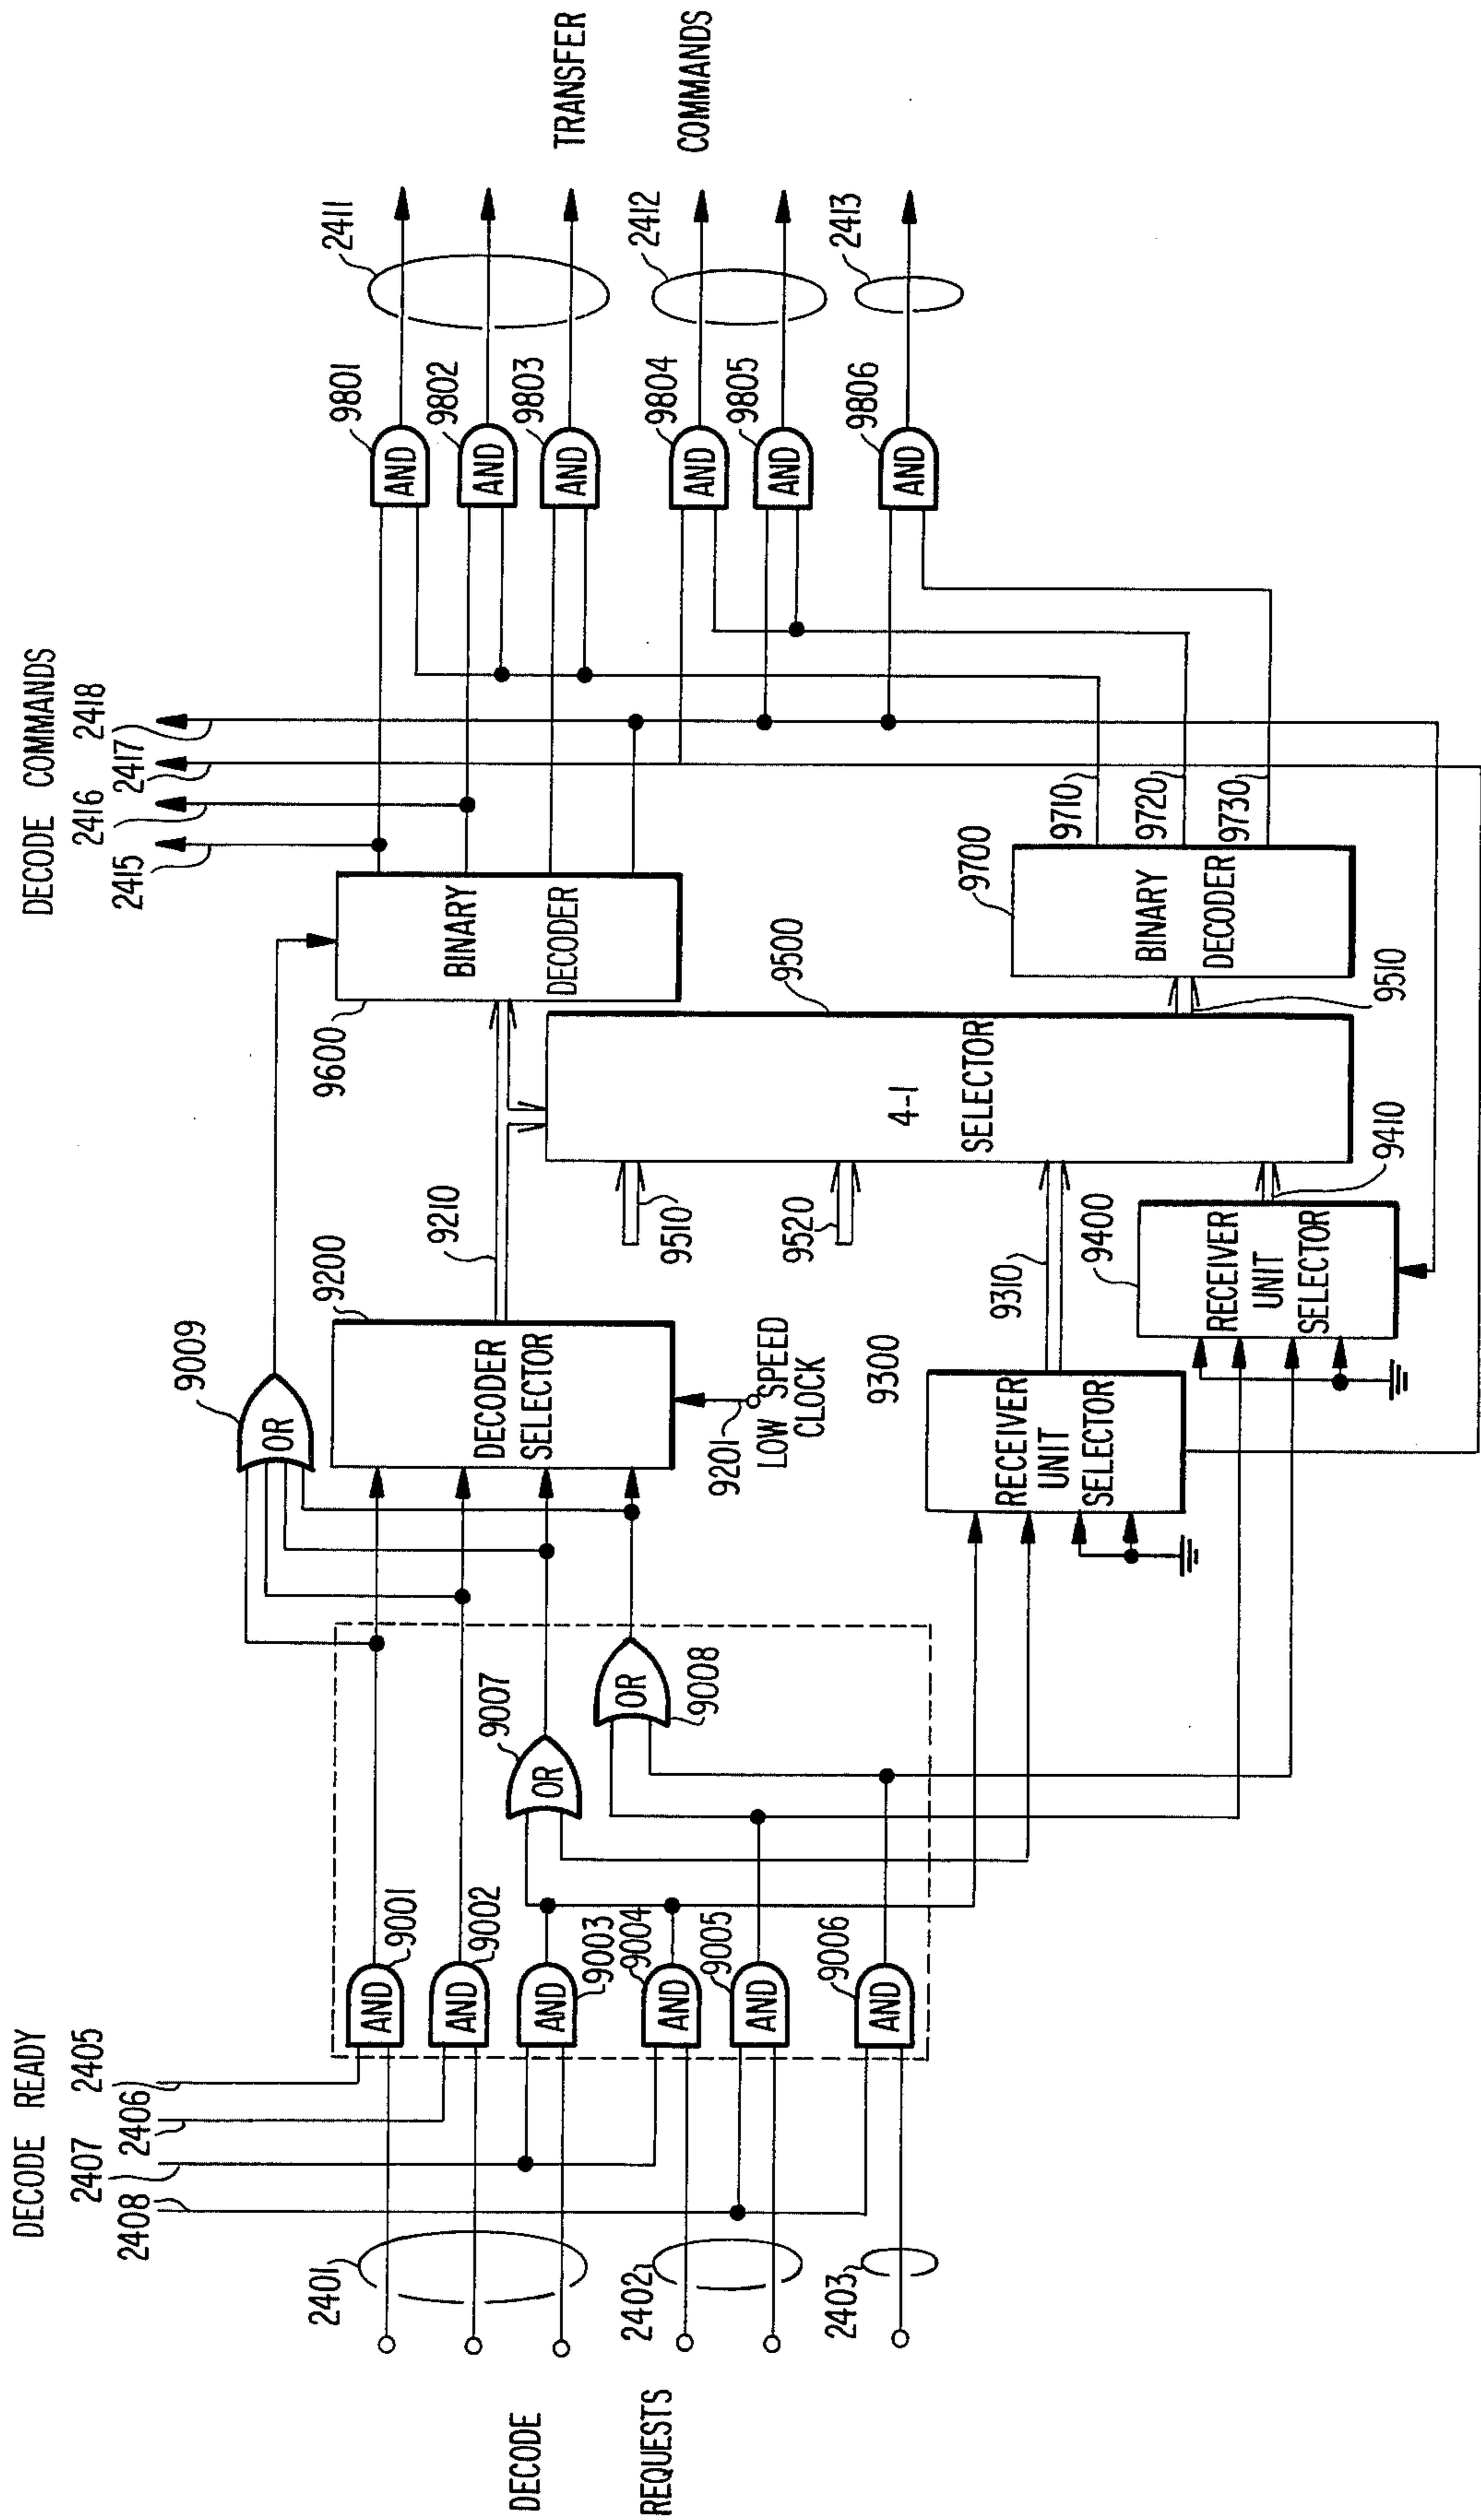 DECODE READY
2405
2406
2407
2408
DECODE COMMANDS
2415
2416
2417
2418
DECODE
REQUESTS
2401
2402
2403
AND
9001
AND
9002
AND
9003
AND
9004
AND
9005
AND
9006
OR
9007
OR
9008
OR
9009
DECODER
SELECTOR
9200
9210
9201
LOW SPEED
CLOCK
RECEIVER
UNIT
SELECTOR
9300
9310
RECEIVER
UNIT
SELECTOR
9400
9410
9510
9520
4-1
SELECTOR
9500
9510
BINARY
DECODER
9600
BINARY
DECODER
9700
9710
9720
9730
AND
9801
AND
9802
AND
9803
AND
9804
AND
9805
AND
9806
2411
2412
2413
TRANSFER
COMMANDS